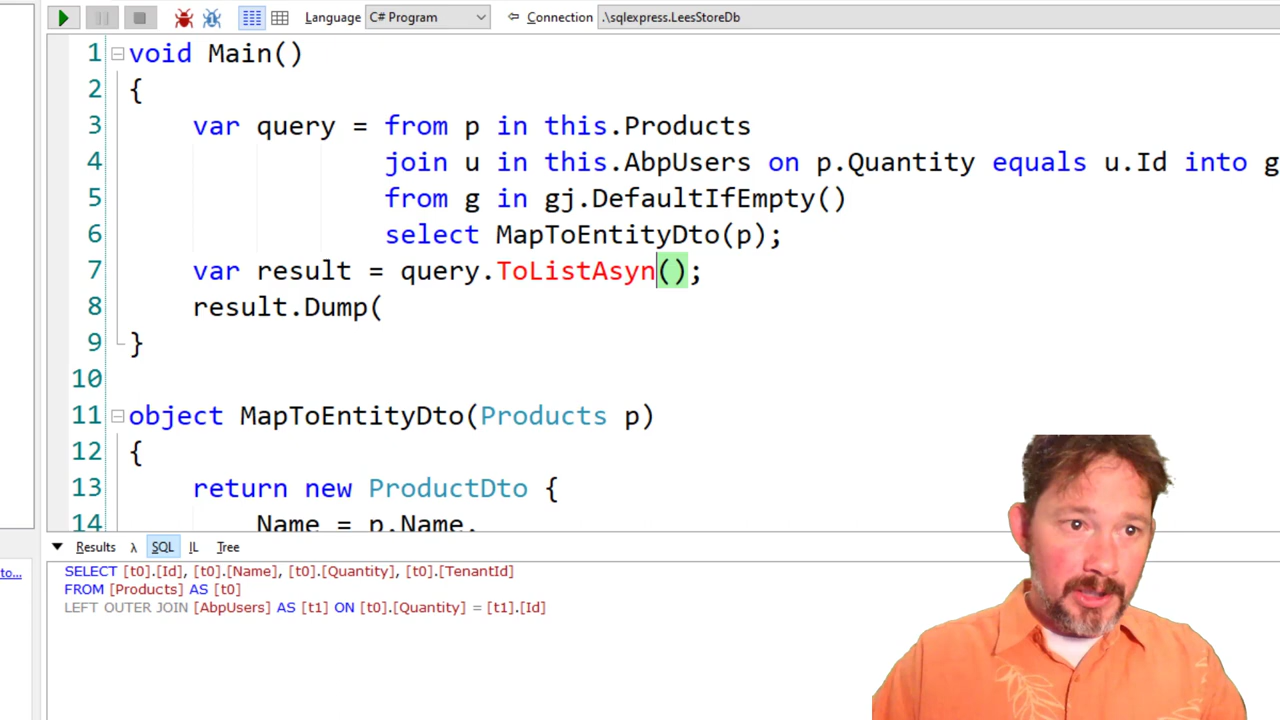 Language C# Program Connection .\sqlexpress.LeesStoreDb
1 void Main()
2 {
3 var query = from p in this.Products
4 join u in this.AbpUsers on p.Quantity equals u.Id into g
5 from g in gj.DefaultIfEmpty()
6 select MapToEntityDto(p);
7 var result = query.ToListAsyn();
8 result.Dump(
9 }
10
11 object MapToEntityDto(Products p)
12 {
13 return new ProductDto {
14 Name = p.Name,
Results λ SQL IL Tree
to...
SELECT [t0].[Id], [t0].[Name], [t0].[Quantity], [t0].[TenantId]
FROM [Products] AS [t0]
LEFT OUTER JOIN [AbpUsers] AS [t1] ON [t0].[Quantity] = [t1].[Id]